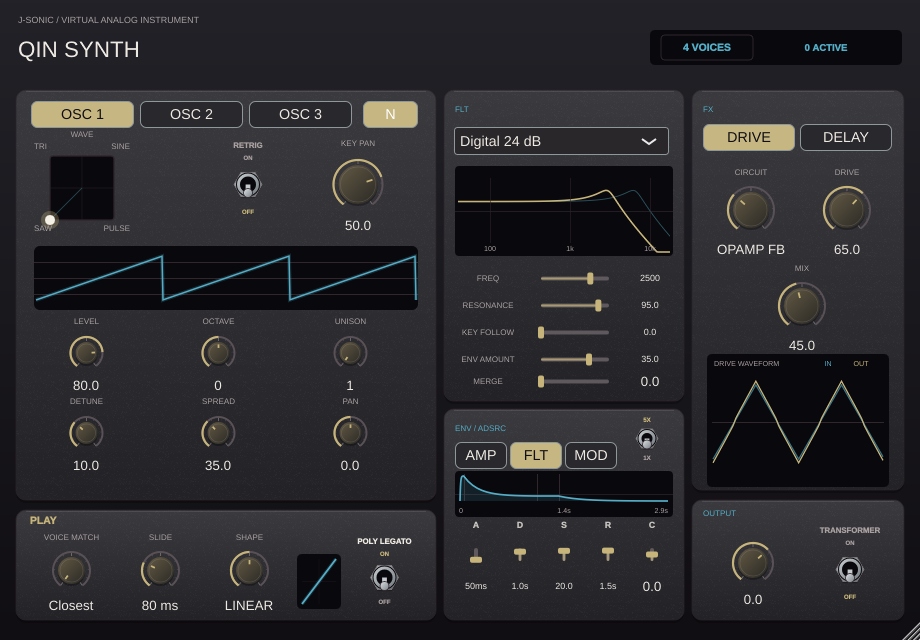 J-SONIC / VIRTUAL ANALOG INSTRUMENT
QIN SYNTH
4 VOICES
0 ACTIVE
OSC 1
OSC 2
OSC 3
N
WAVE
TRI
SINE
SAW
PULSE
RETRIG
ON
OFF
KEY PAN
50.0
LEVEL
OCTAVE
UNISON
80.0
0
1
DETUNE
SPREAD
PAN
10.0
35.0
0.0
PLAY
VOICE MATCH
SLIDE
SHAPE
Closest
80 ms
LINEAR
POLY LEGATO
ON
OFF
FLT
Digital 24 dB
100
1k
10k
FREQ
2500
RESONANCE
95.0
KEY FOLLOW
0.0
ENV AMOUNT
35.0
MERGE
0.0
ENV / ADSRC
5X
1X
AMP
FLT
MOD
0
1.4s
2.9s
A
D
S
R
C
50ms
1.0s
20.0
1.5s
0.0
FX
DRIVE
DELAY
CIRCUIT
DRIVE
OPAMP FB
65.0
MIX
45.0
DRIVE WAVEFORM
IN
OUT
OUTPUT
0.0
TRANSFORMER
ON
OFF